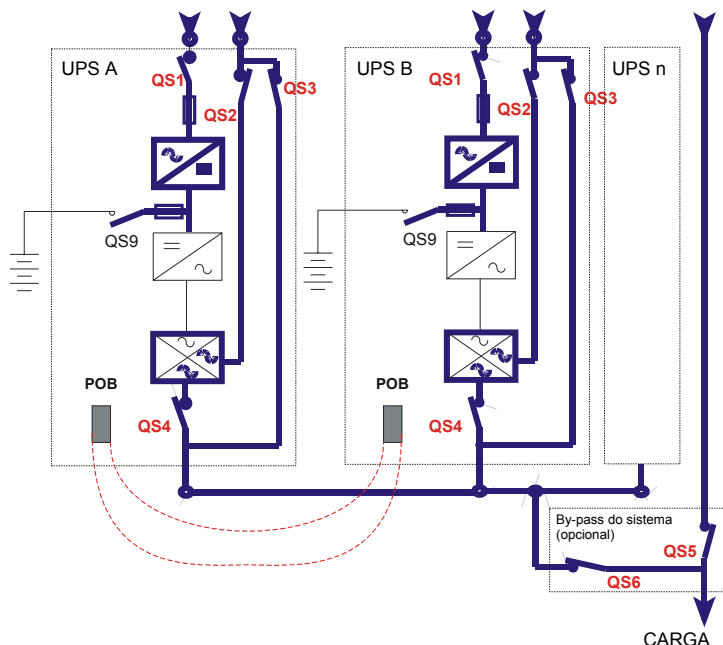 UPS A
QS1
QS2
QS3
QS9
POB
QS4
UPS B
QS1
QS2
QS3
QS9
POB
QS4
UPS n
By-pass do sistema
(opcional)
QS5
QS6
CARGA